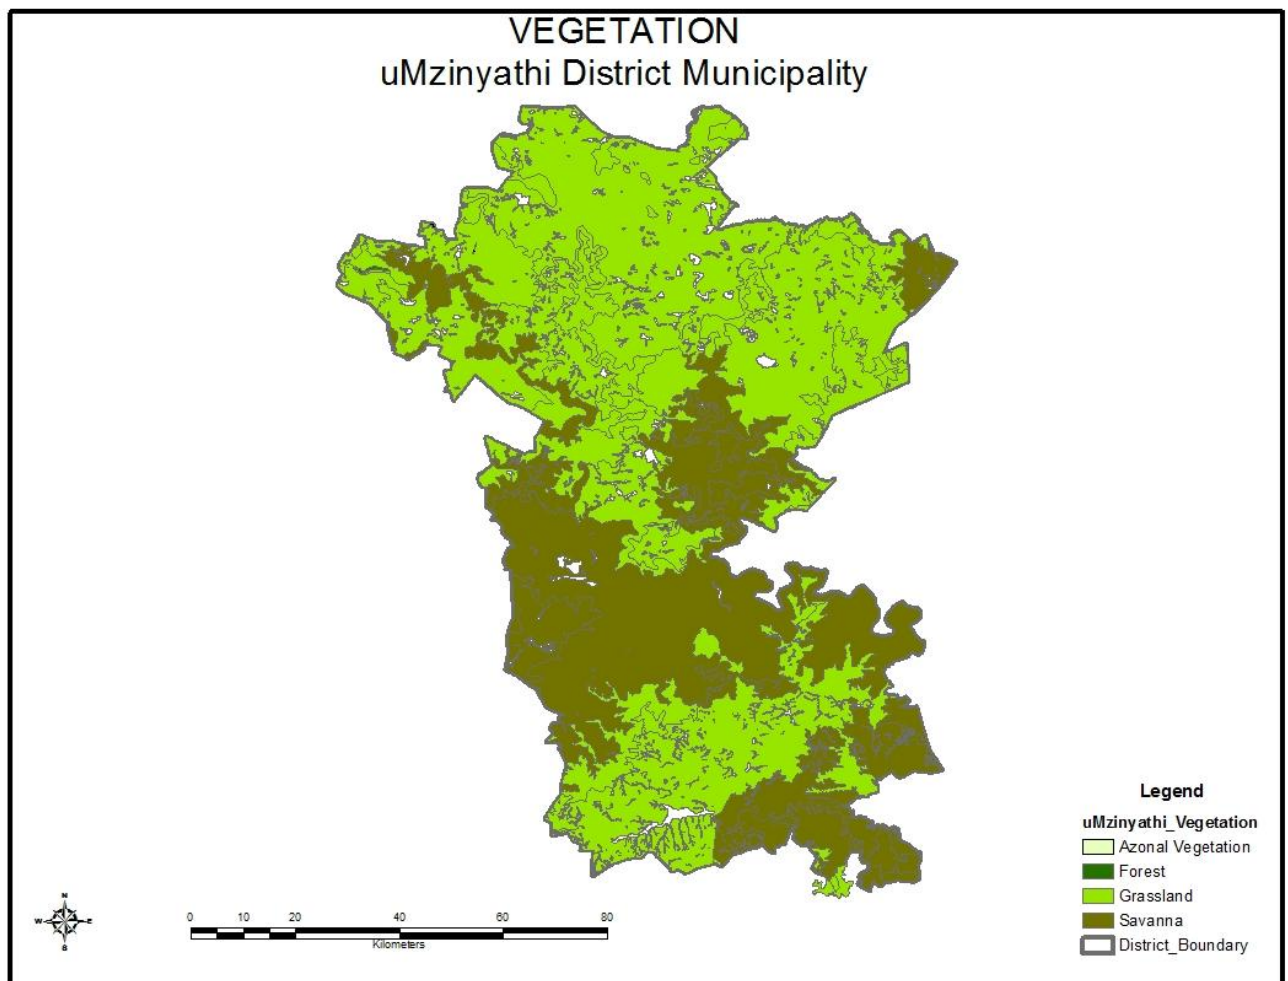 VEGETATION
uMzinyathi District Municipality
Legend
uMzinyathi_Vegetation
Azonal Vegetation
Forest
Grassland
Savanna
District_Boundary
N
W E
S
0 10 20 40 60 80
Kilometers